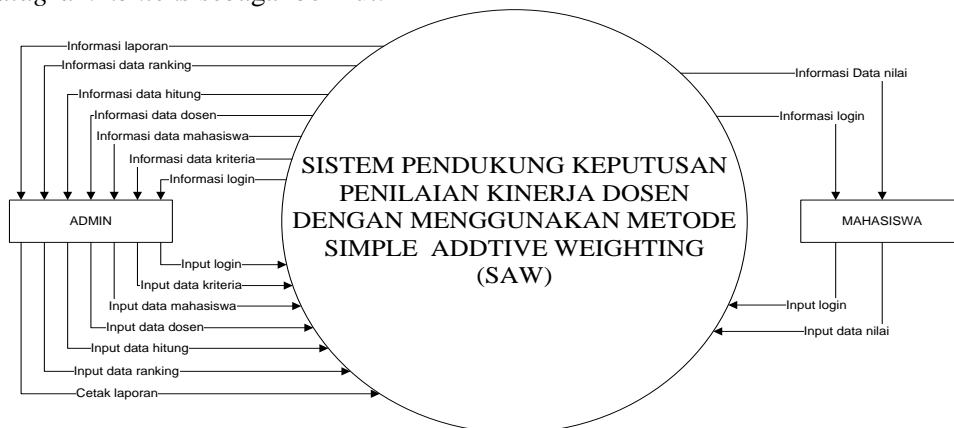 Informasi laporan
Informasi data ranking
Informasi data hitung
Informasi data dosen
Informasi data mahasiswa
Informasi data kriteria
Informasi login
ADMIN
Input login
Input data kriteria
Input data mahasiswa
Input data dosen
Input data hitung
Input data ranking
Cetak laporan
SISTEM PENDUKUNG KEPUTUSAN
PENILAIAN KINERJA DOSEN
DENGAN MENGGUNAKAN METODE
SIMPLE ADDTIVE WEIGHTING
(SAW)
Informasi Data nilai
Informasi login
MAHASISWA
Input login
Input data nilai